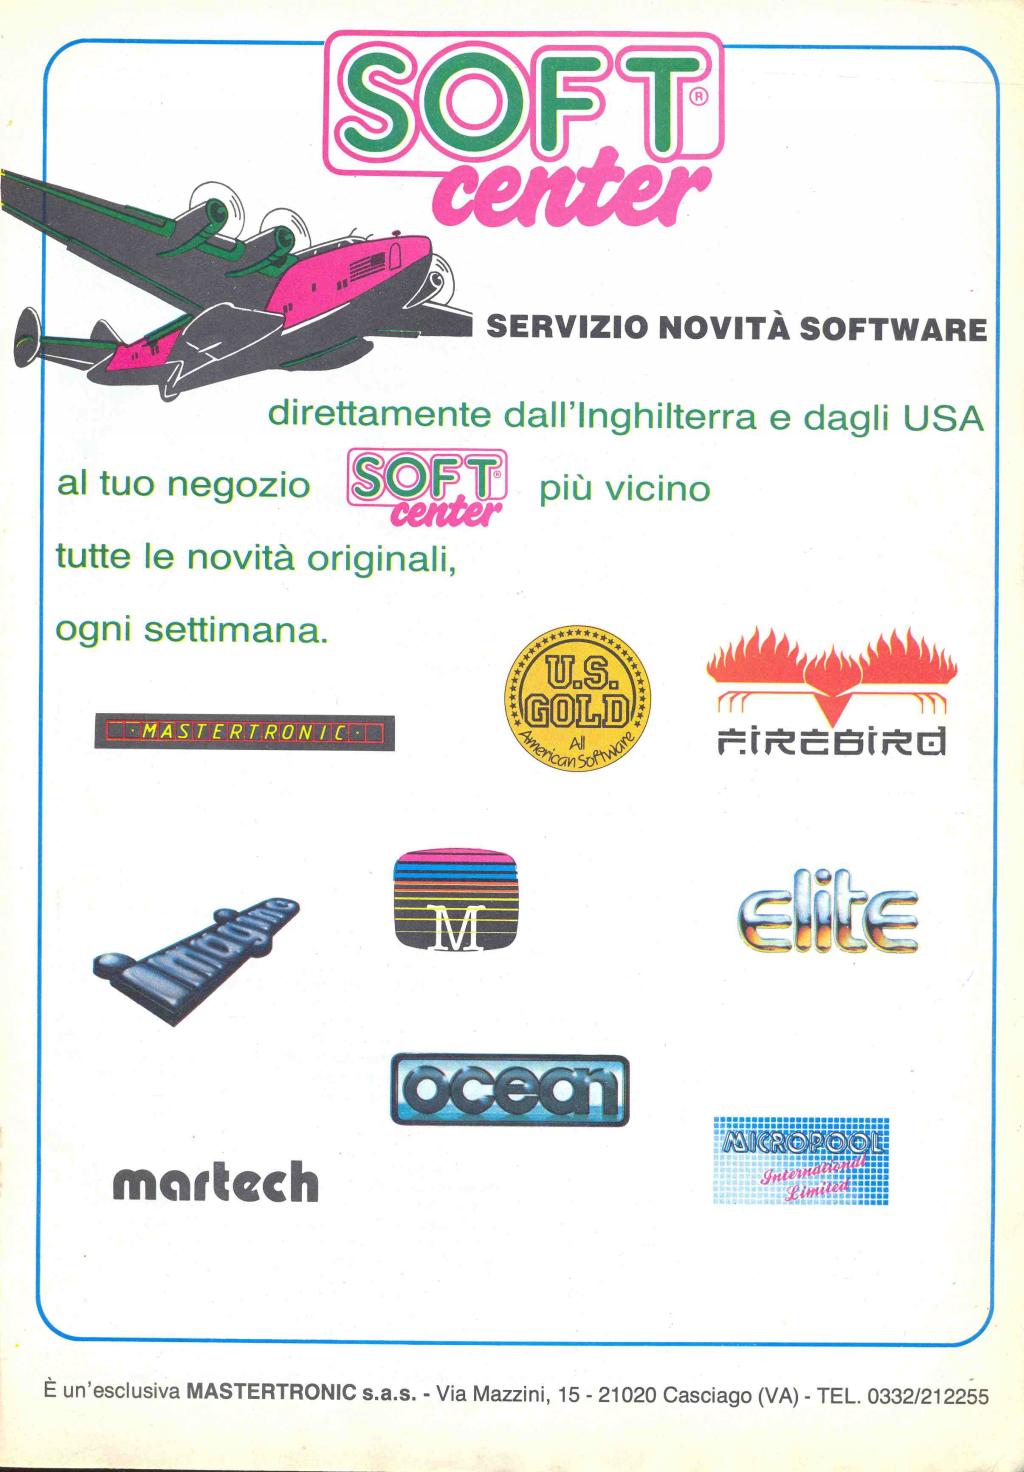 SOFT®
center
SERVIZIO NOVITÀ SOFTWARE
direttamente dall'Inghilterra e dagli USA
al tuo negozio SOFT® center più vicino
tutte le novità originali,
ogni settimana.
U.S.
GOLD
All
American Software
FIREBIRD
·MASTERTRONIC·
Imagine
M
elite
ocean
MICROPOOL
International
Limited
martech
È un'esclusiva MASTERTRONIC s.a.s. - Via Mazzini, 15 - 21020 Casciago (VA) - TEL. 0332/212255